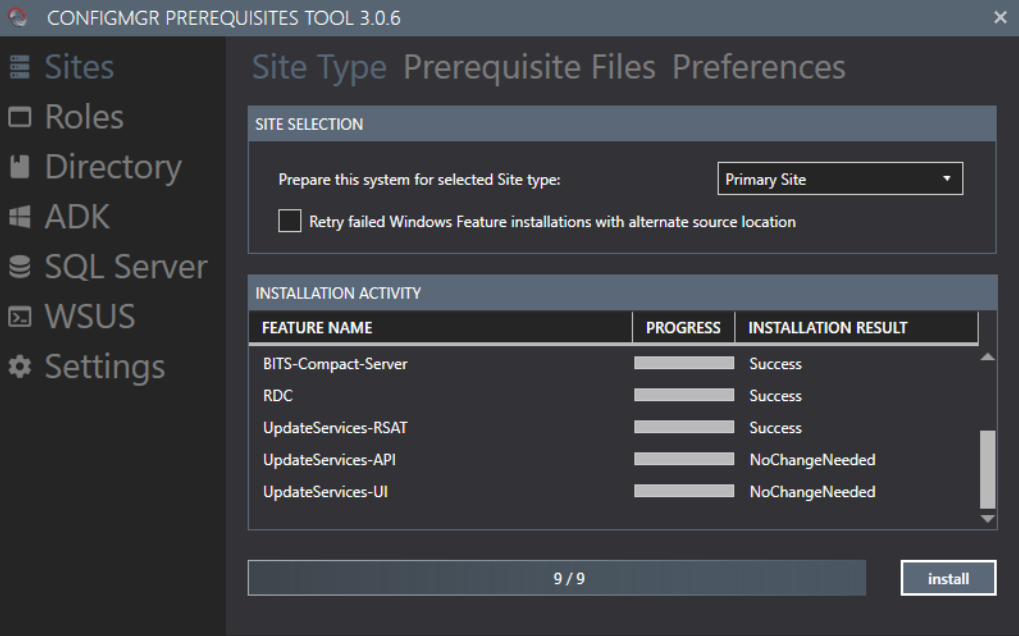 CONFIGMGR PREREQUISITES TOOL 3.0.6
Sites
Roles
Directory
ADK
SQL Server
WSUS
Settings
Site Type Prerequisite Files Preferences
SITE SELECTION
Prepare this system for selected Site type: Primary Site
Retry failed Windows Feature installations with alternate source location
INSTALLATION ACTIVITY
FEATURE NAME PROGRESS INSTALLATION RESULT
BITS-Compact-Server Success
RDC Success
UpdateServices-RSAT Success
UpdateServices-API NoChangeNeeded
UpdateServices-UI NoChangeNeeded
9 / 9 install